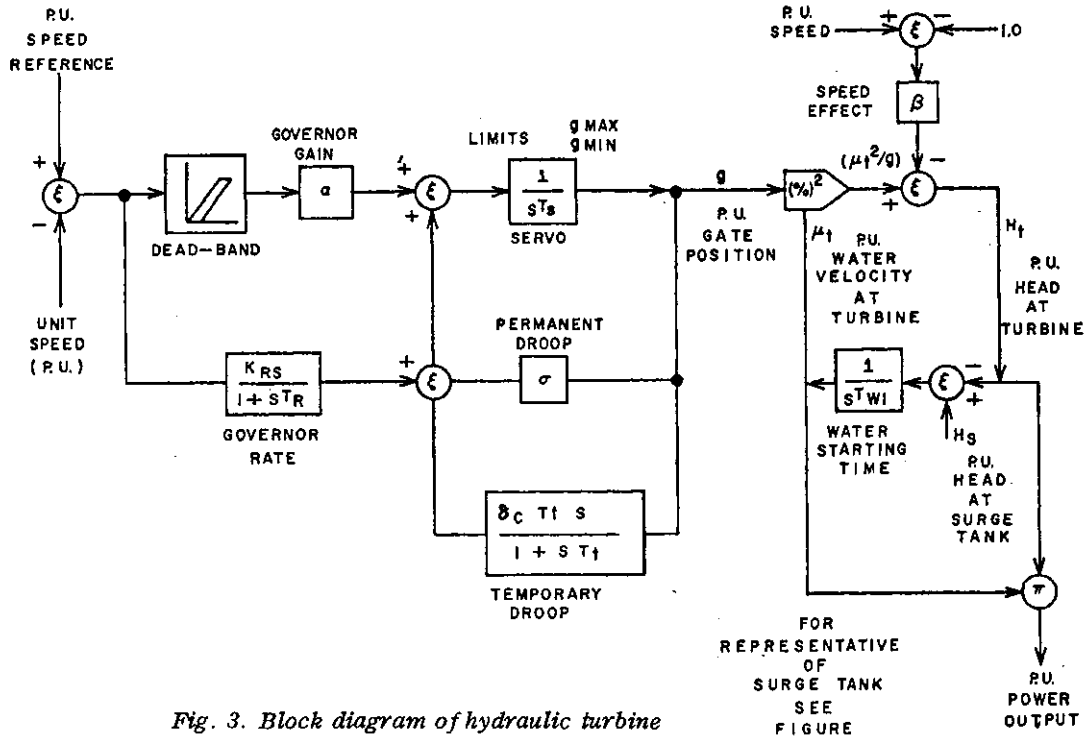 P.U.
SPEED
REFERENCE
+
ξ
−
UNIT
SPEED
(P.U.)
DEAD-BAND
GOVERNOR
GAIN
α
+
ξ
+
LIMITS
g MAX
g MIN
1
sTs
SERVO
g
P.U.
GATE
POSITION
KRS
1 + STR
GOVERNOR
RATE
+
ξ
PERMANENT
DROOP
σ
δC Tt S
1 + S Tt
TEMPORARY
DROOP
P.U.
SPEED
+
ξ
−
1.0
SPEED
EFFECT
β
(%)²
(μt²/g)
−
ξ
+
μt
P.U.
WATER
VELOCITY
AT
TURBINE
Ht
P.U.
HEAD
AT
TURBINE
1
STWI
WATER
STARTING
TIME
−
ξ
+
HS
P.U.
HEAD
AT
SURGE
TANK
π
FOR
REPRESENTATIVE
OF
SURGE TANK
SEE
FIGURE
P.U.
POWER
OUTPUT
Fig. 3. Block diagram of hydraulic turbine